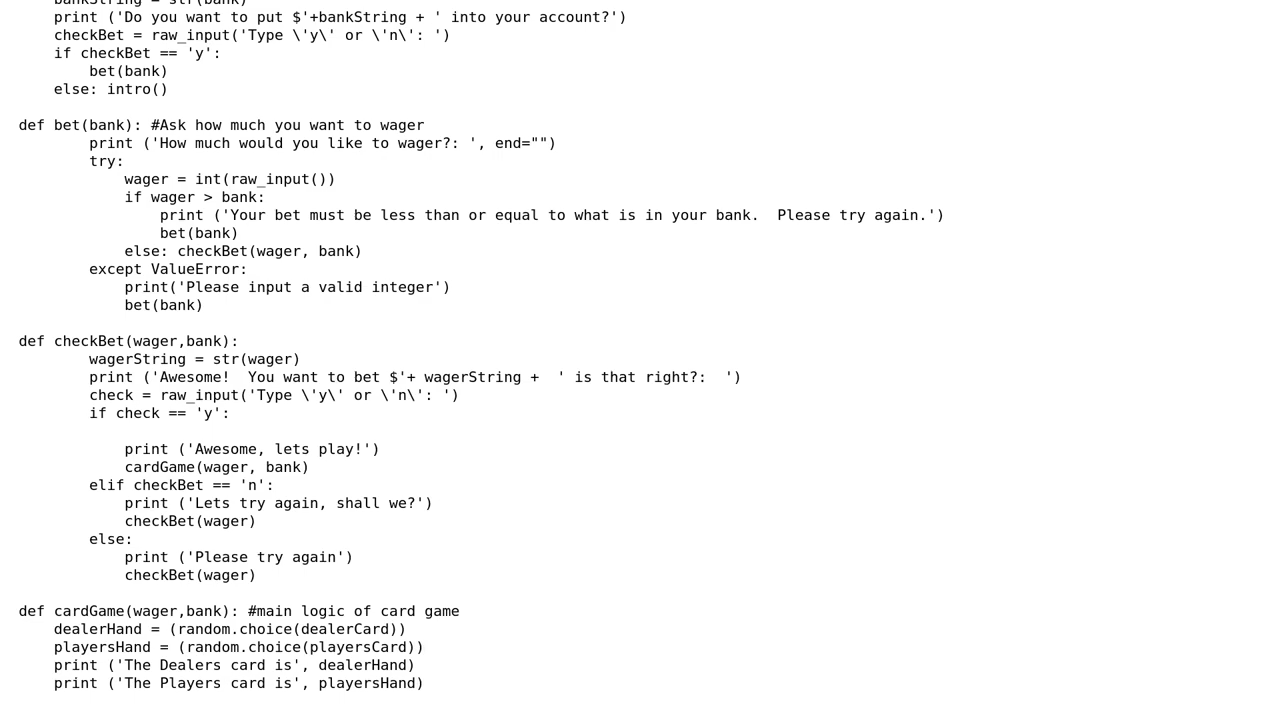 bankString = str(bank)
    print ('Do you want to put $'+bankString + ' into your account?')
    checkBet = raw_input('Type \'y\' or \'n\': ')
    if checkBet == 'y':
        bet(bank)
    else: intro()

def bet(bank): #Ask how much you want to wager
        print ('How much would you like to wager?: ', end="")
        try:
            wager = int(raw_input())
            if wager > bank:
                print ('Your bet must be less than or equal to what is in your bank.  Please try again.')
                bet(bank)
            else: checkBet(wager, bank)
        except ValueError:
            print('Please input a valid integer')
            bet(bank)

def checkBet(wager,bank):
        wagerString = str(wager)
        print ('Awesome!  You want to bet $'+ wagerString +  ' is that right?:  ')
        check = raw_input('Type \'y\' or \'n\': ')
        if check == 'y':

            print ('Awesome, lets play!')
            cardGame(wager, bank)
        elif checkBet == 'n':
            print ('Lets try again, shall we?')
            checkBet(wager)
        else:
            print ('Please try again')
            checkBet(wager)

def cardGame(wager,bank): #main logic of card game
    dealerHand = (random.choice(dealerCard))
    playersHand = (random.choice(playersCard))
    print ('The Dealers card is', dealerHand)
    print ('The Players card is', playersHand)